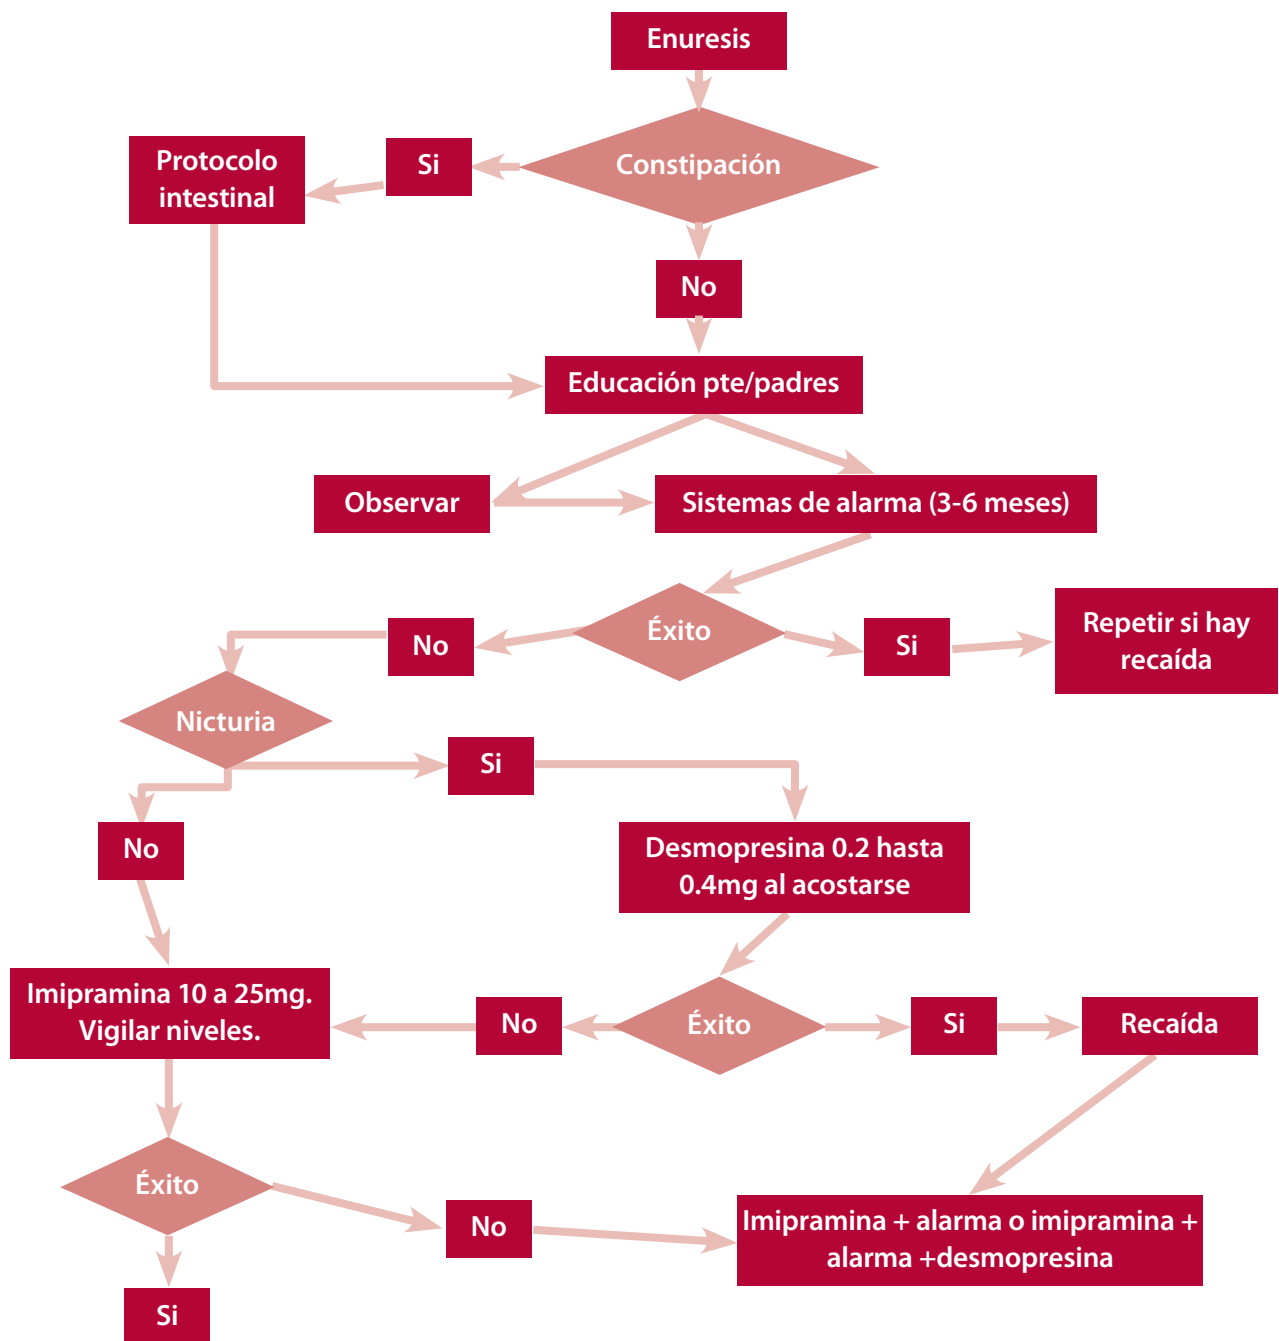 Enuresis
Constipación
Si
Protocolo
intestinal
No
Educación pte/padres
Observar
Sistemas de alarma (3-6 meses)
Éxito
No
Si
Repetir si hay
recaída
Nicturia
Si
No
Desmopresina 0.2 hasta
0.4mg al acostarse
Imipramina 10 a 25mg.
Vigilar niveles.
No
Éxito
Si
Recaída
Éxito
No
Imipramina + alarma o imipramina +
alarma +desmopresina
Si